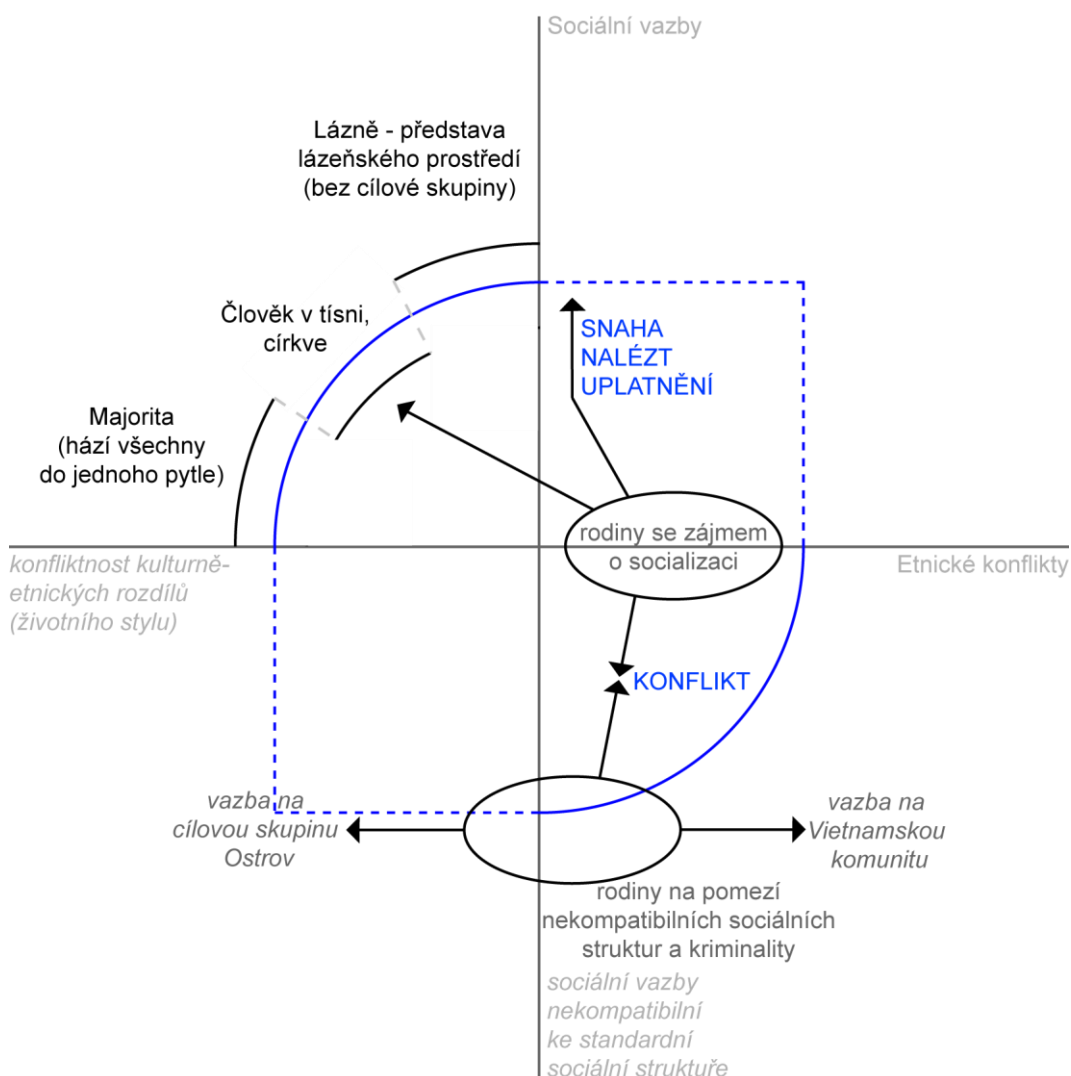 Sociální vazby
Lázně - představa
lázeňského prostředí
(bez cílové skupiny)
Člověk v tísni,
církve
SNAHA
NALÉZT
UPLATNĚNÍ
Majorita
(hází všechny
do jednoho pytle)
rodiny se zájmem
o socializaci
konfliktnost kulturně-
etnických rozdílů
(životního stylu)
Etnické konflikty
KONFLIKT
vazba na
cílovou skupinu
Ostrov
vazba na
Vietnamskou
komunitu
rodiny na pomezí
nekompatibilních sociálních
struktur a kriminality
sociální vazby
nekompatibilní
ke standardní
sociální struktuře